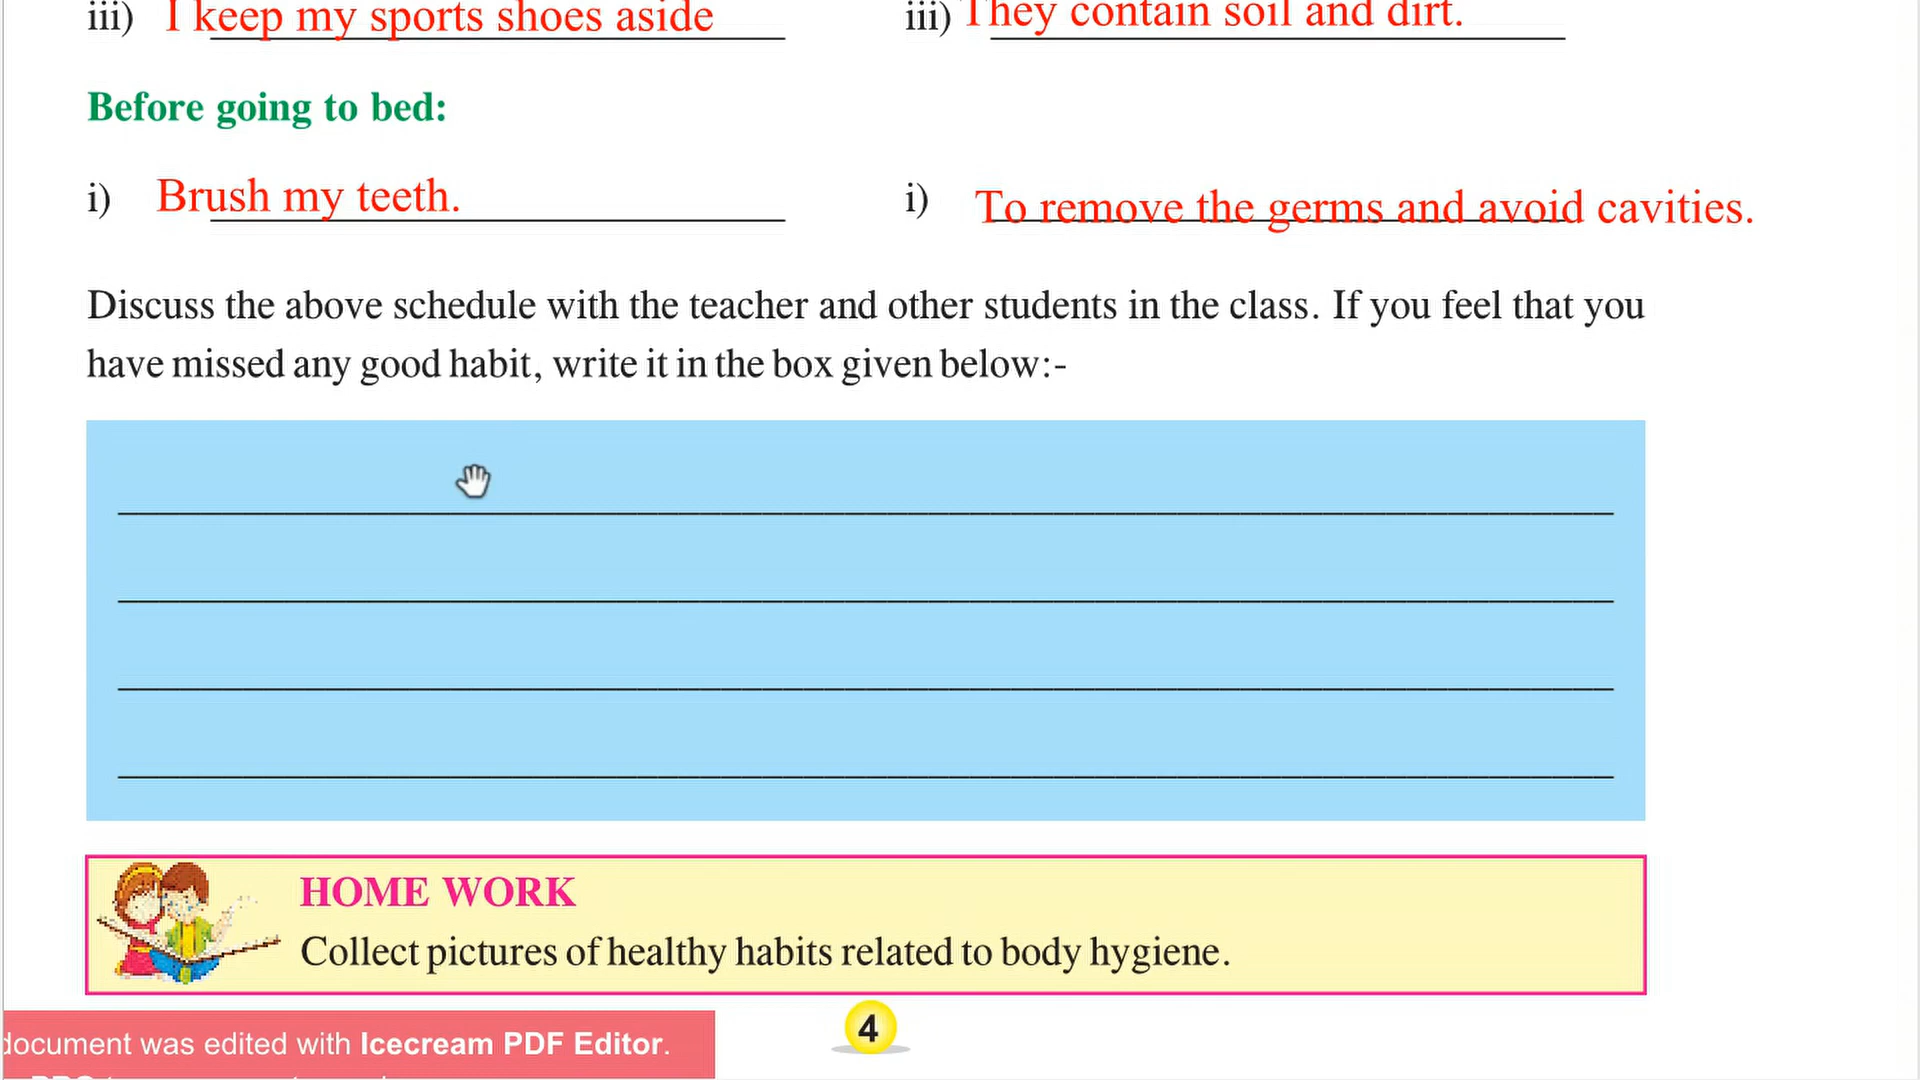 iii) I keep my sports shoes aside iii) They contain soil and dirt.
Before going to bed:
i) Brush my teeth. i) To remove the germs and avoid cavities.
Discuss the above schedule with the teacher and other students in the class. If you feel that you
have missed any good habit, write it in the box given below:-
HOME WORK
Collect pictures of healthy habits related to body hygiene.
4
document was edited with Icecream PDF Editor.